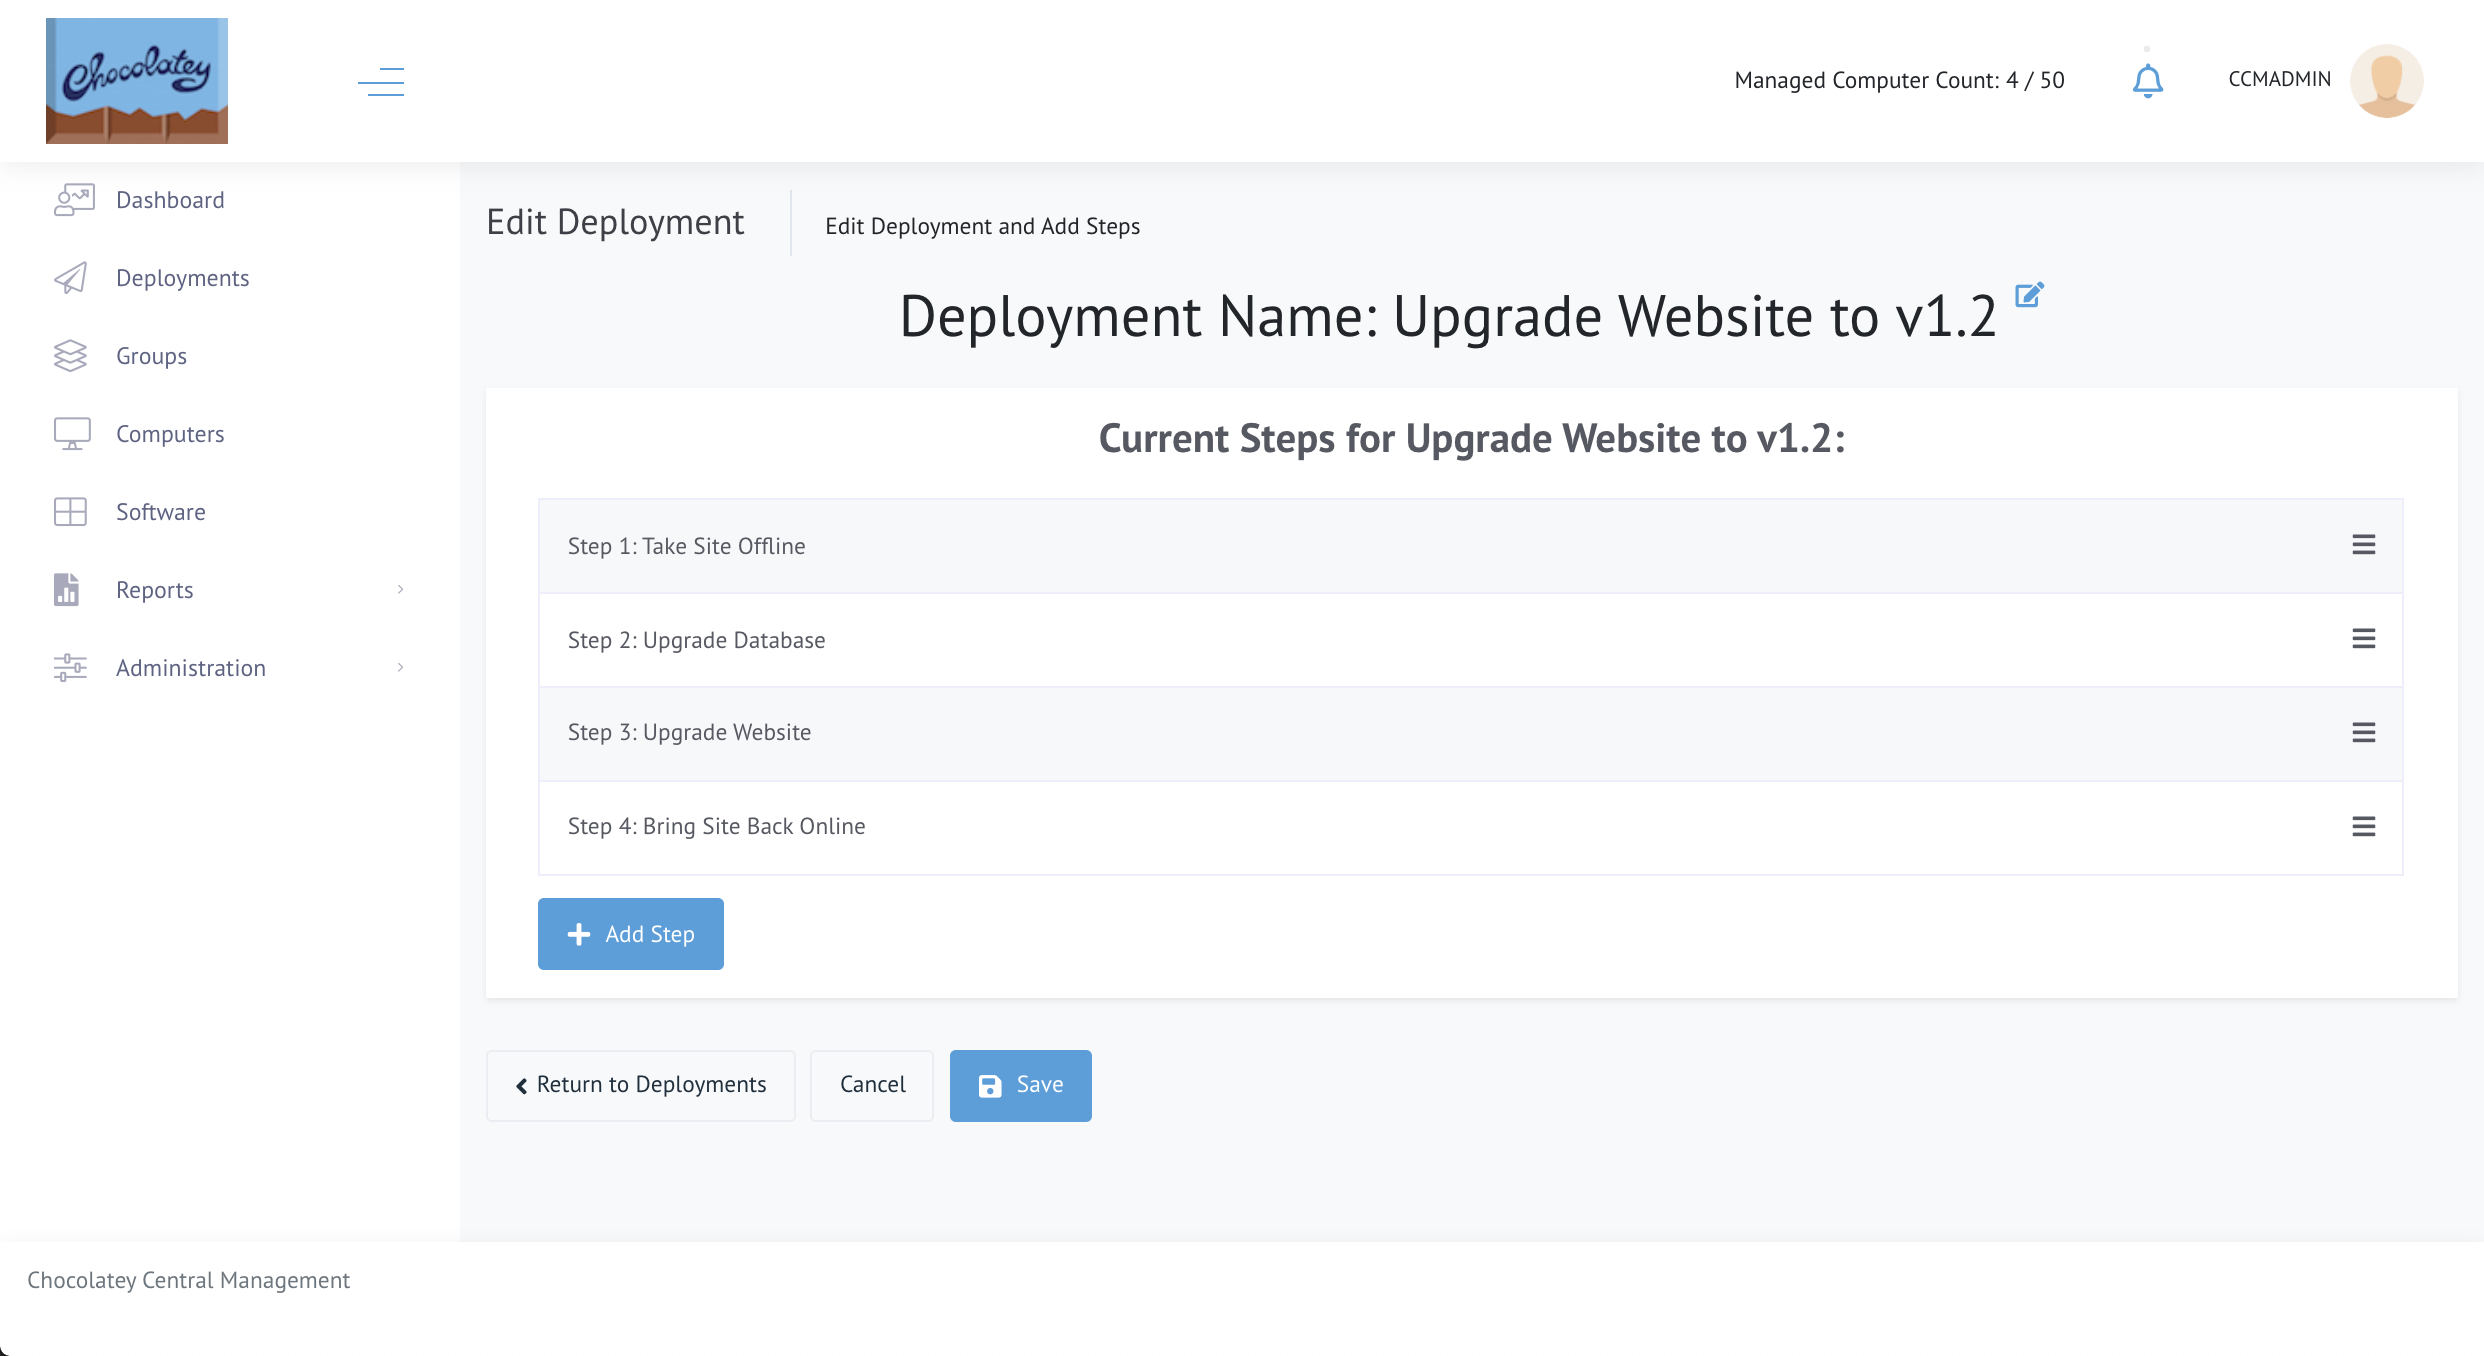 Chocolatey
Managed Computer Count: 4 / 50
CCMADMIN
Dashboard
Deployments
Groups
Computers
Software
Reports
Administration
Edit Deployment
Edit Deployment and Add Steps
Deployment Name: Upgrade Website to v1.2
Current Steps for Upgrade Website to v1.2:
Step 1: Take Site Offline
Step 2: Upgrade Database
Step 3: Upgrade Website
Step 4: Bring Site Back Online
Add Step
Return to Deployments
Cancel
Save
Chocolatey Central Management